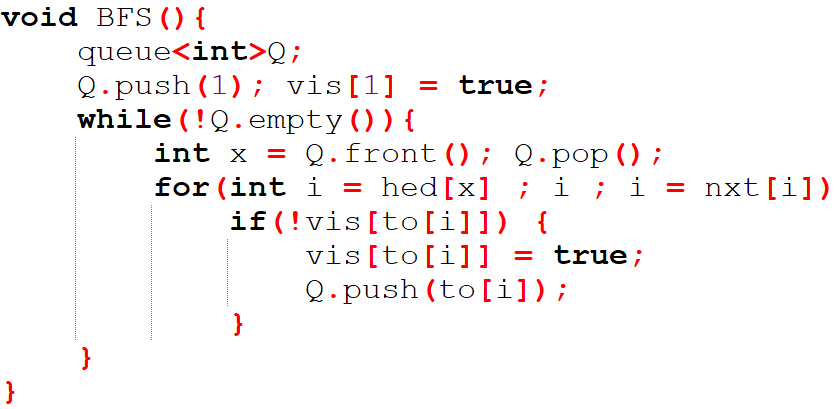 void BFS(){
    queue<int>Q;
    Q.push(1); vis[1] = true;
    while(!Q.empty()){
        int x = Q.front(); Q.pop();
        for(int i = hed[x] ; i ; i = nxt[i])
            if(!vis[to[i]]) {
                vis[to[i]] = true;
                Q.push(to[i]);
            }
    }
}